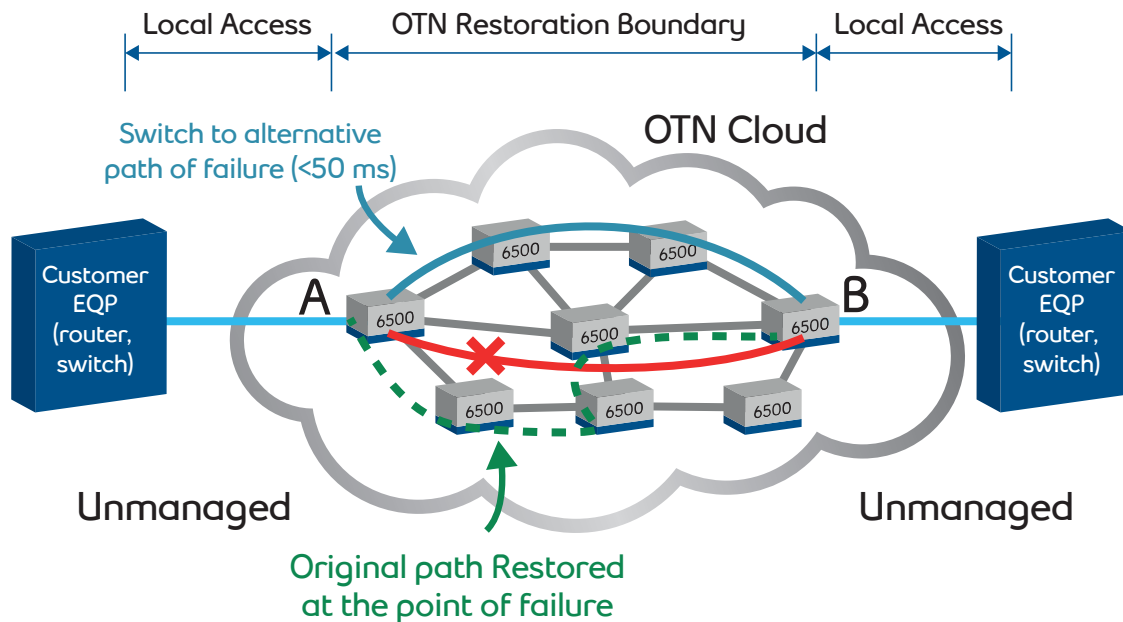 Local Access
OTN Restoration Boundary
Local Access
Switch to alternative
path of failure (<50 ms)
OTN Cloud
Customer
EQP
(router,
switch)
A
B
Customer
EQP
(router,
switch)
6500
6500
6500
6500
6500
6500
6500
6500
Unmanaged
Unmanaged
Original path Restored
at the point of failure